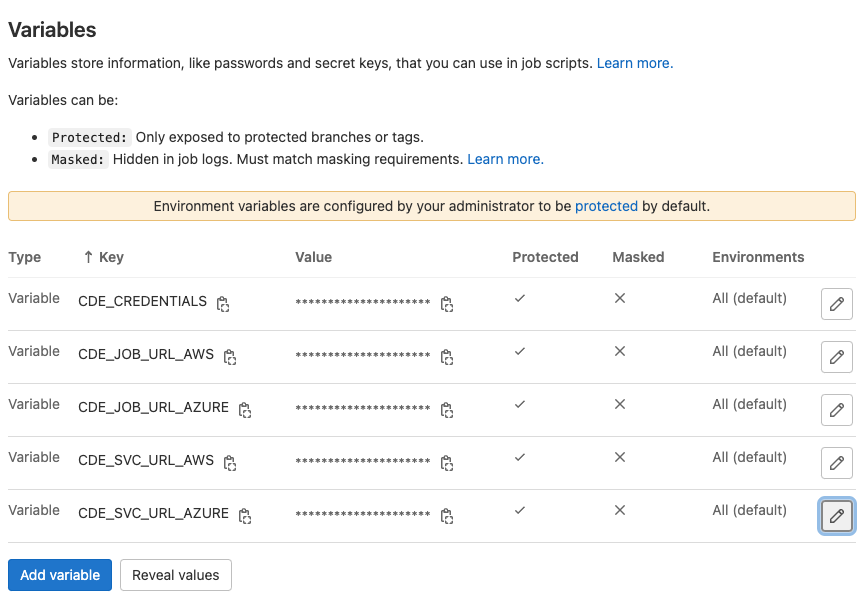 Variables
Variables store information, like passwords and secret keys, that you can use in job scripts. Learn more.
Variables can be:
• Protected: Only exposed to protected branches or tags.
• Masked: Hidden in job logs. Must match masking requirements. Learn more.
Environment variables are configured by your administrator to be protected by default.
Type ↑ Key Value Protected Masked Environments
Variable CDE_CREDENTIALS ********************* ✓ ✕ All (default)
Variable CDE_JOB_URL_AWS ********************* ✓ ✕ All (default)
Variable CDE_JOB_URL_AZURE ********************* ✓ ✕ All (default)
Variable CDE_SVC_URL_AWS ********************* ✓ ✕ All (default)
Variable CDE_SVC_URL_AZURE ********************* ✓ ✕ All (default)
Add variable Reveal values